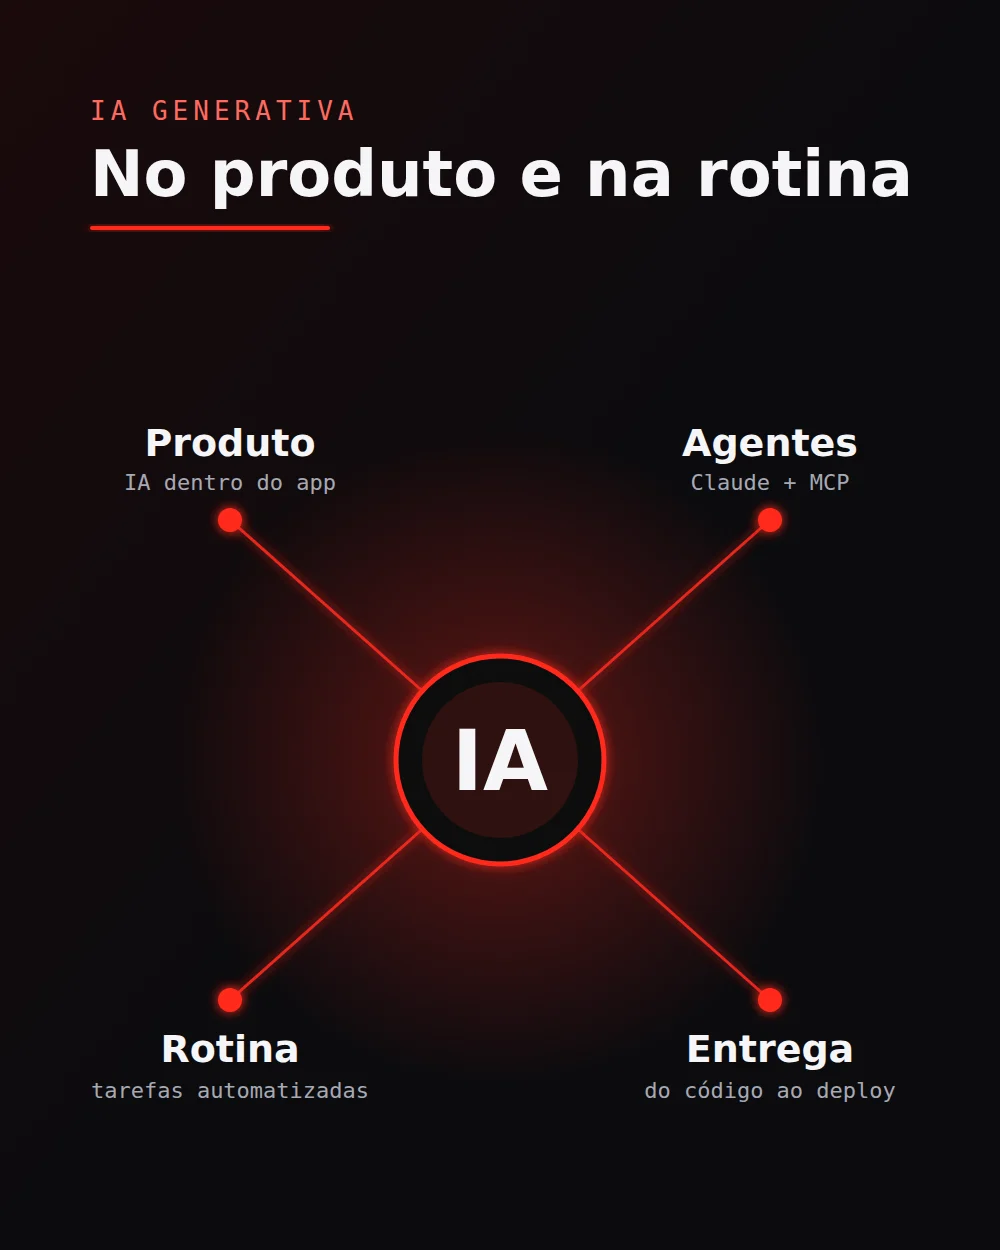 IA GENERATIVA
No produto e na rotina
Produto
IA dentro do app
Agentes
Claude + MCP
IA
Rotina
tarefas automatizadas
Entrega
do código ao deploy